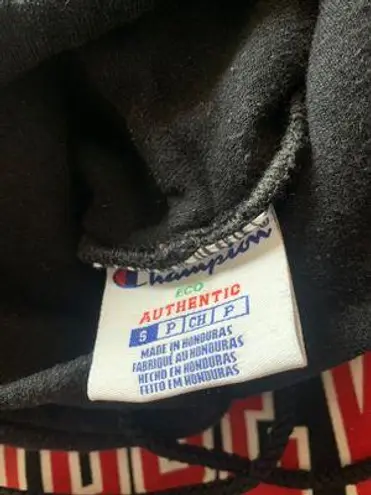 Champion
ECO
AUTHENTIC
S P CH P
MADE IN HONDURAS
FABRIQUÉ AU HONDURAS
HECHO EN HONDURAS
FEITO EM HONDURAS